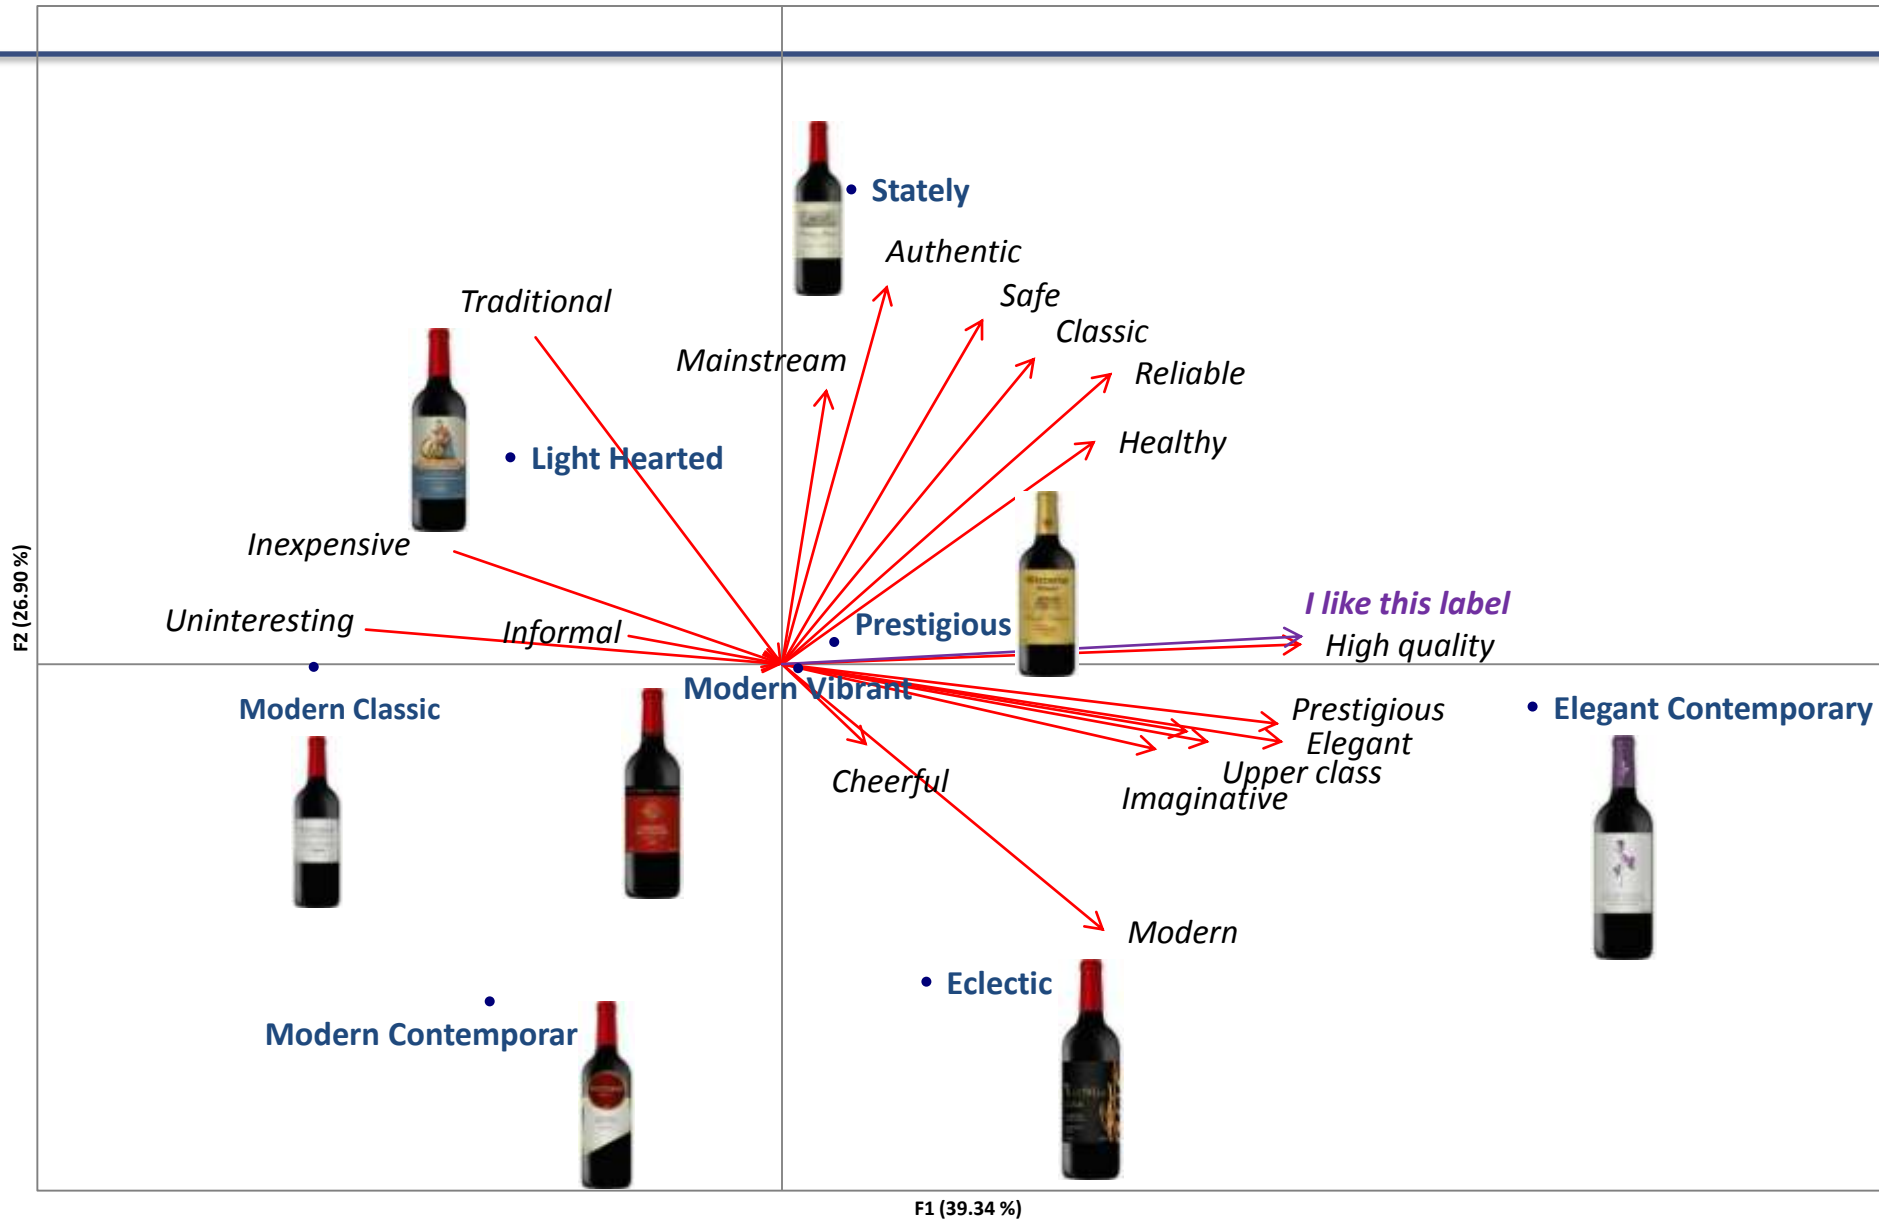 Stately
Authentic
Safe
Traditional
Classic
Mainstream
Reliable
Healthy
Light Hearted
Inexpensive
I like this label
Uninteresting
Informal
Prestigious
High quality
F2 (26.90 %)
Modern Vibrant
Modern Classic
Prestigious
Elegant Contemporary
Elegant
Upper class
Cheerful
Imaginative
Modern
Eclectic
Modern Contemporar
F1 (39.34 %)